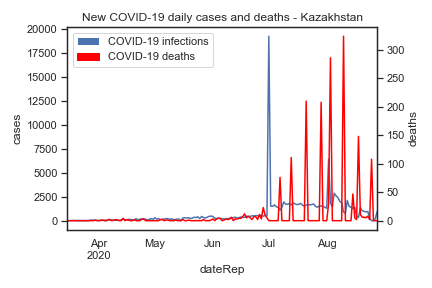 New COVID-19 daily cases and deaths - Kazakhstan
COVID-19 infections
COVID-19 deaths
20000
17500
15000
12500
10000
7500
5000
2500
0
cases
300
250
200
150
100
50
0
deaths
Apr
2020
May
Jun
Jul
Aug
dateRep